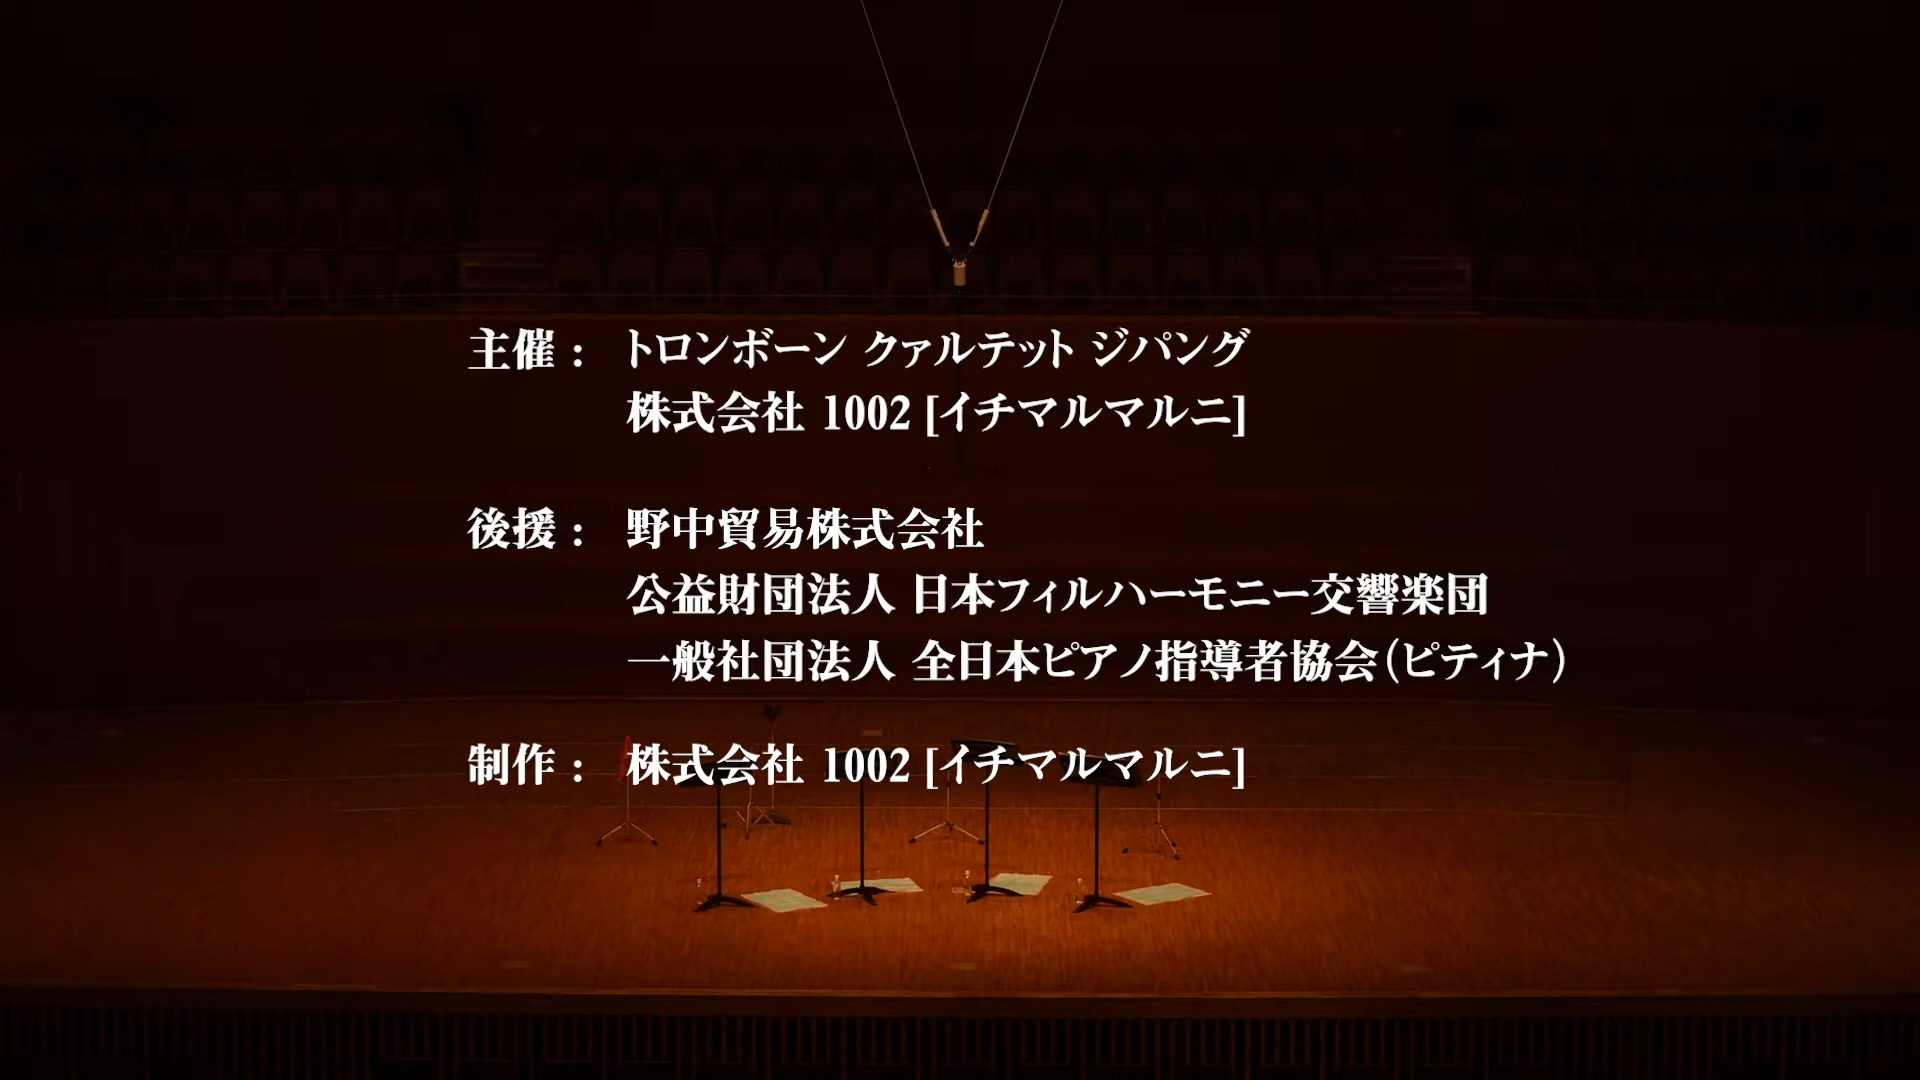 主催： トロンボーン クァルテット ジパング
株式会社 1002 [イチマルマルニ]
後援： 野中貿易株式会社
公益財団法人 日本フィルハーモニー交響楽団
一般社団法人 全日本ピアノ指導者協会（ピティナ）
制作： 株式会社 1002 [イチマルマルニ]